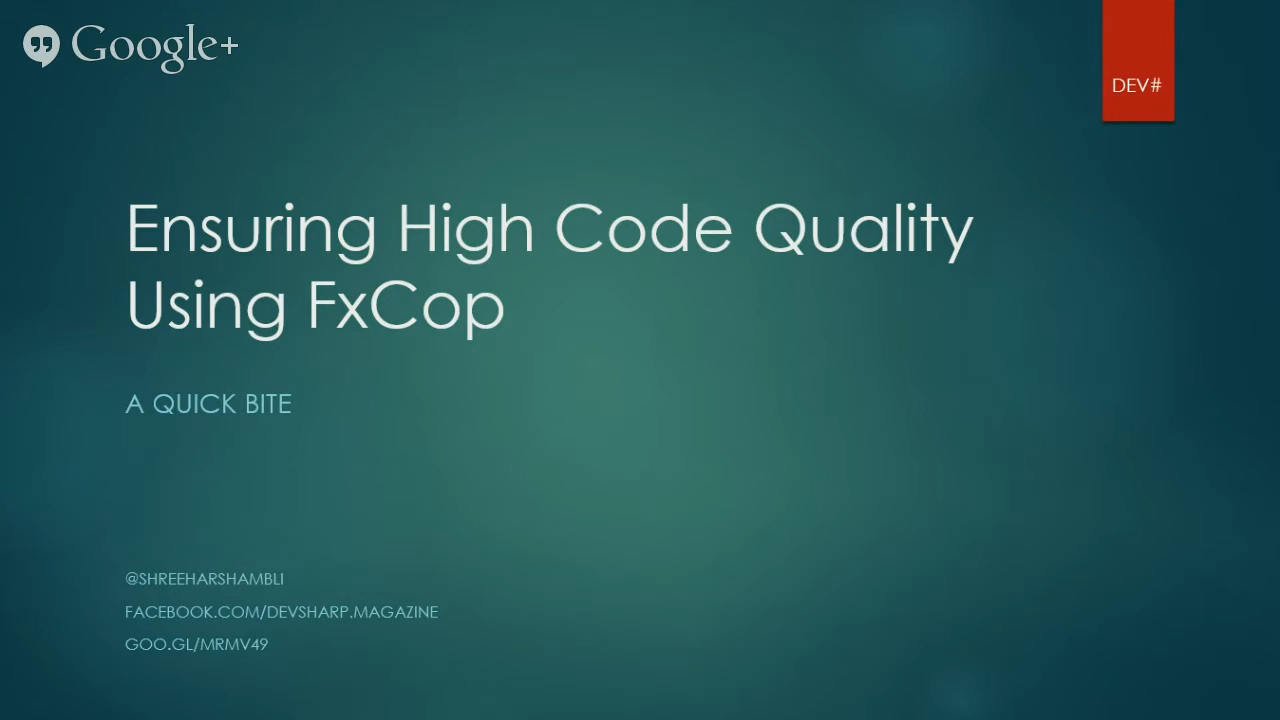 Google+
DEV#
Ensuring High Code Quality
Using FxCop
A QUICK BITE
@SHREEHARSHAMBLI
FACEBOOK.COM/DEVSHARP.MAGAZINE
GOO.GL/MRMV49